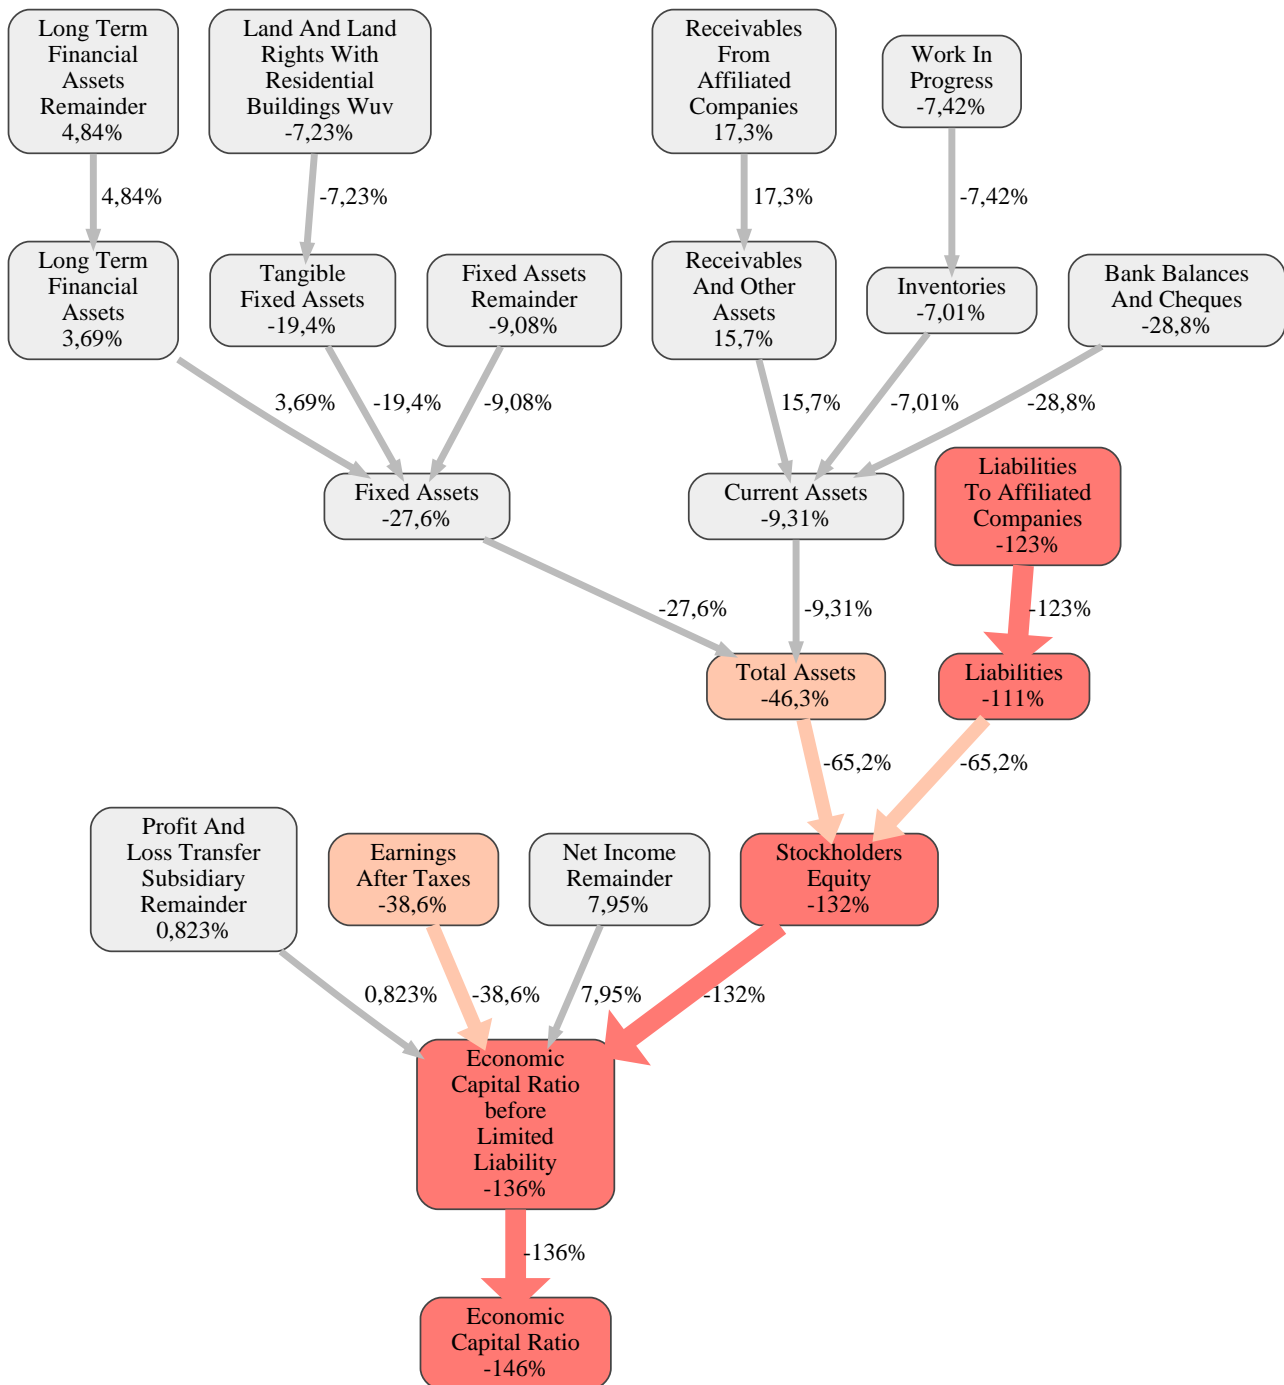 Long Term
Financial
Assets
Remainder
4,84%
Land And Land
Rights With
Residential
Buildings Wuv
-7,23%
Receivables
From
Affiliated
Companies
17,3%
Work In
Progress
-7,42%
4,84%
-7,23%
17,3%
-7,42%
Long Term
Financial
Assets
3,69%
Tangible
Fixed Assets
-19,4%
Fixed Assets
Remainder
-9,08%
Receivables
And Other
Assets
15,7%
Inventories
-7,01%
Bank Balances
And Cheques
-28,8%
3,69%
-19,4%
-9,08%
15,7%
-7,01%
-28,8%
Fixed Assets
-27,6%
Current Assets
-9,31%
Liabilities
To Affiliated
Companies
-123%
-27,6%
-9,31%
-123%
Total Assets
-46,3%
Liabilities
-111%
-65,2%
-65,2%
Profit And
Loss Transfer
Subsidiary
Remainder
0,823%
Earnings
After Taxes
-38,6%
Net Income
Remainder
7,95%
Stockholders
Equity
-132%
0,823%
-38,6%
7,95%
-132%
Economic
Capital Ratio
before
Limited
Liability
-136%
-136%
Economic
Capital Ratio
-146%